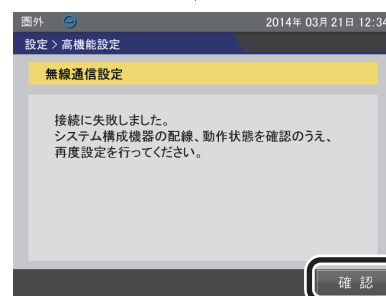 圏外 2014年 03月 21日 12:34
設定 > 高機能設定
無線通信設定
接続に失敗しました。
システム構成機器の配線、動作状態を確認のうえ、
再度設定を行ってください。
確 認